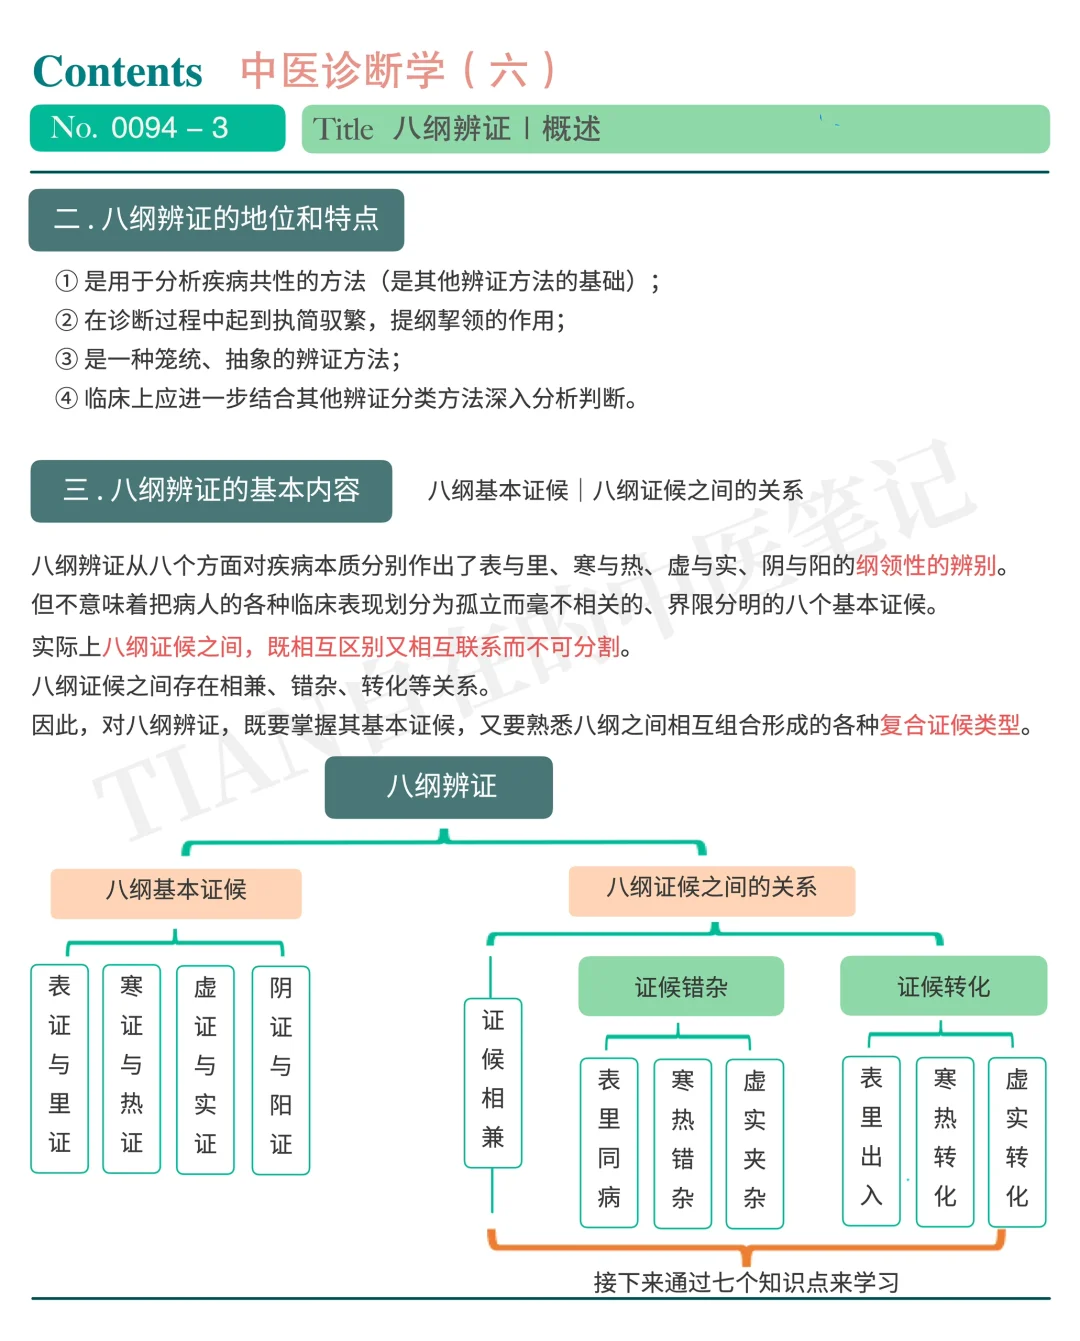 Contents 中医诊断学（六）
No. 0094 – 3
Title 八纲辨证｜概述
二 . 八纲辨证的地位和特点
① 是用于分析疾病共性的方法（是其他辨证方法的基础）；
② 在诊断过程中起到执简驭繁，提纲挈领的作用；
③ 是一种笼统、抽象的辨证方法；
④ 临床上应进一步结合其他辨证分类方法深入分析判断。
三 . 八纲辨证的基本内容
八纲基本证候｜八纲证候之间的关系
八纲辨证从八个方面对疾病本质分别作出了表与里、寒与热、虚与实、阴与阳的纲领性的辨别。
但不意味着把病人的各种临床表现划分为孤立而毫不相关的、界限分明的八个基本证候。
实际上八纲证候之间，既相互区别又相互联系而不可分割。
八纲证候之间存在相兼、错杂、转化等关系。
因此，对八纲辨证，既要掌握其基本证候，又要熟悉八纲之间相互组合形成的各种复合证候类型。
TIAN自在的中医笔记
八纲辨证
八纲基本证候
表证与里证
寒证与热证
虚证与实证
阴证与阳证
八纲证候之间的关系
证候相兼
证候错杂
表里同病
寒热错杂
虚实夹杂
证候转化
表里出入
寒热转化
虚实转化
接下来通过七个知识点来学习